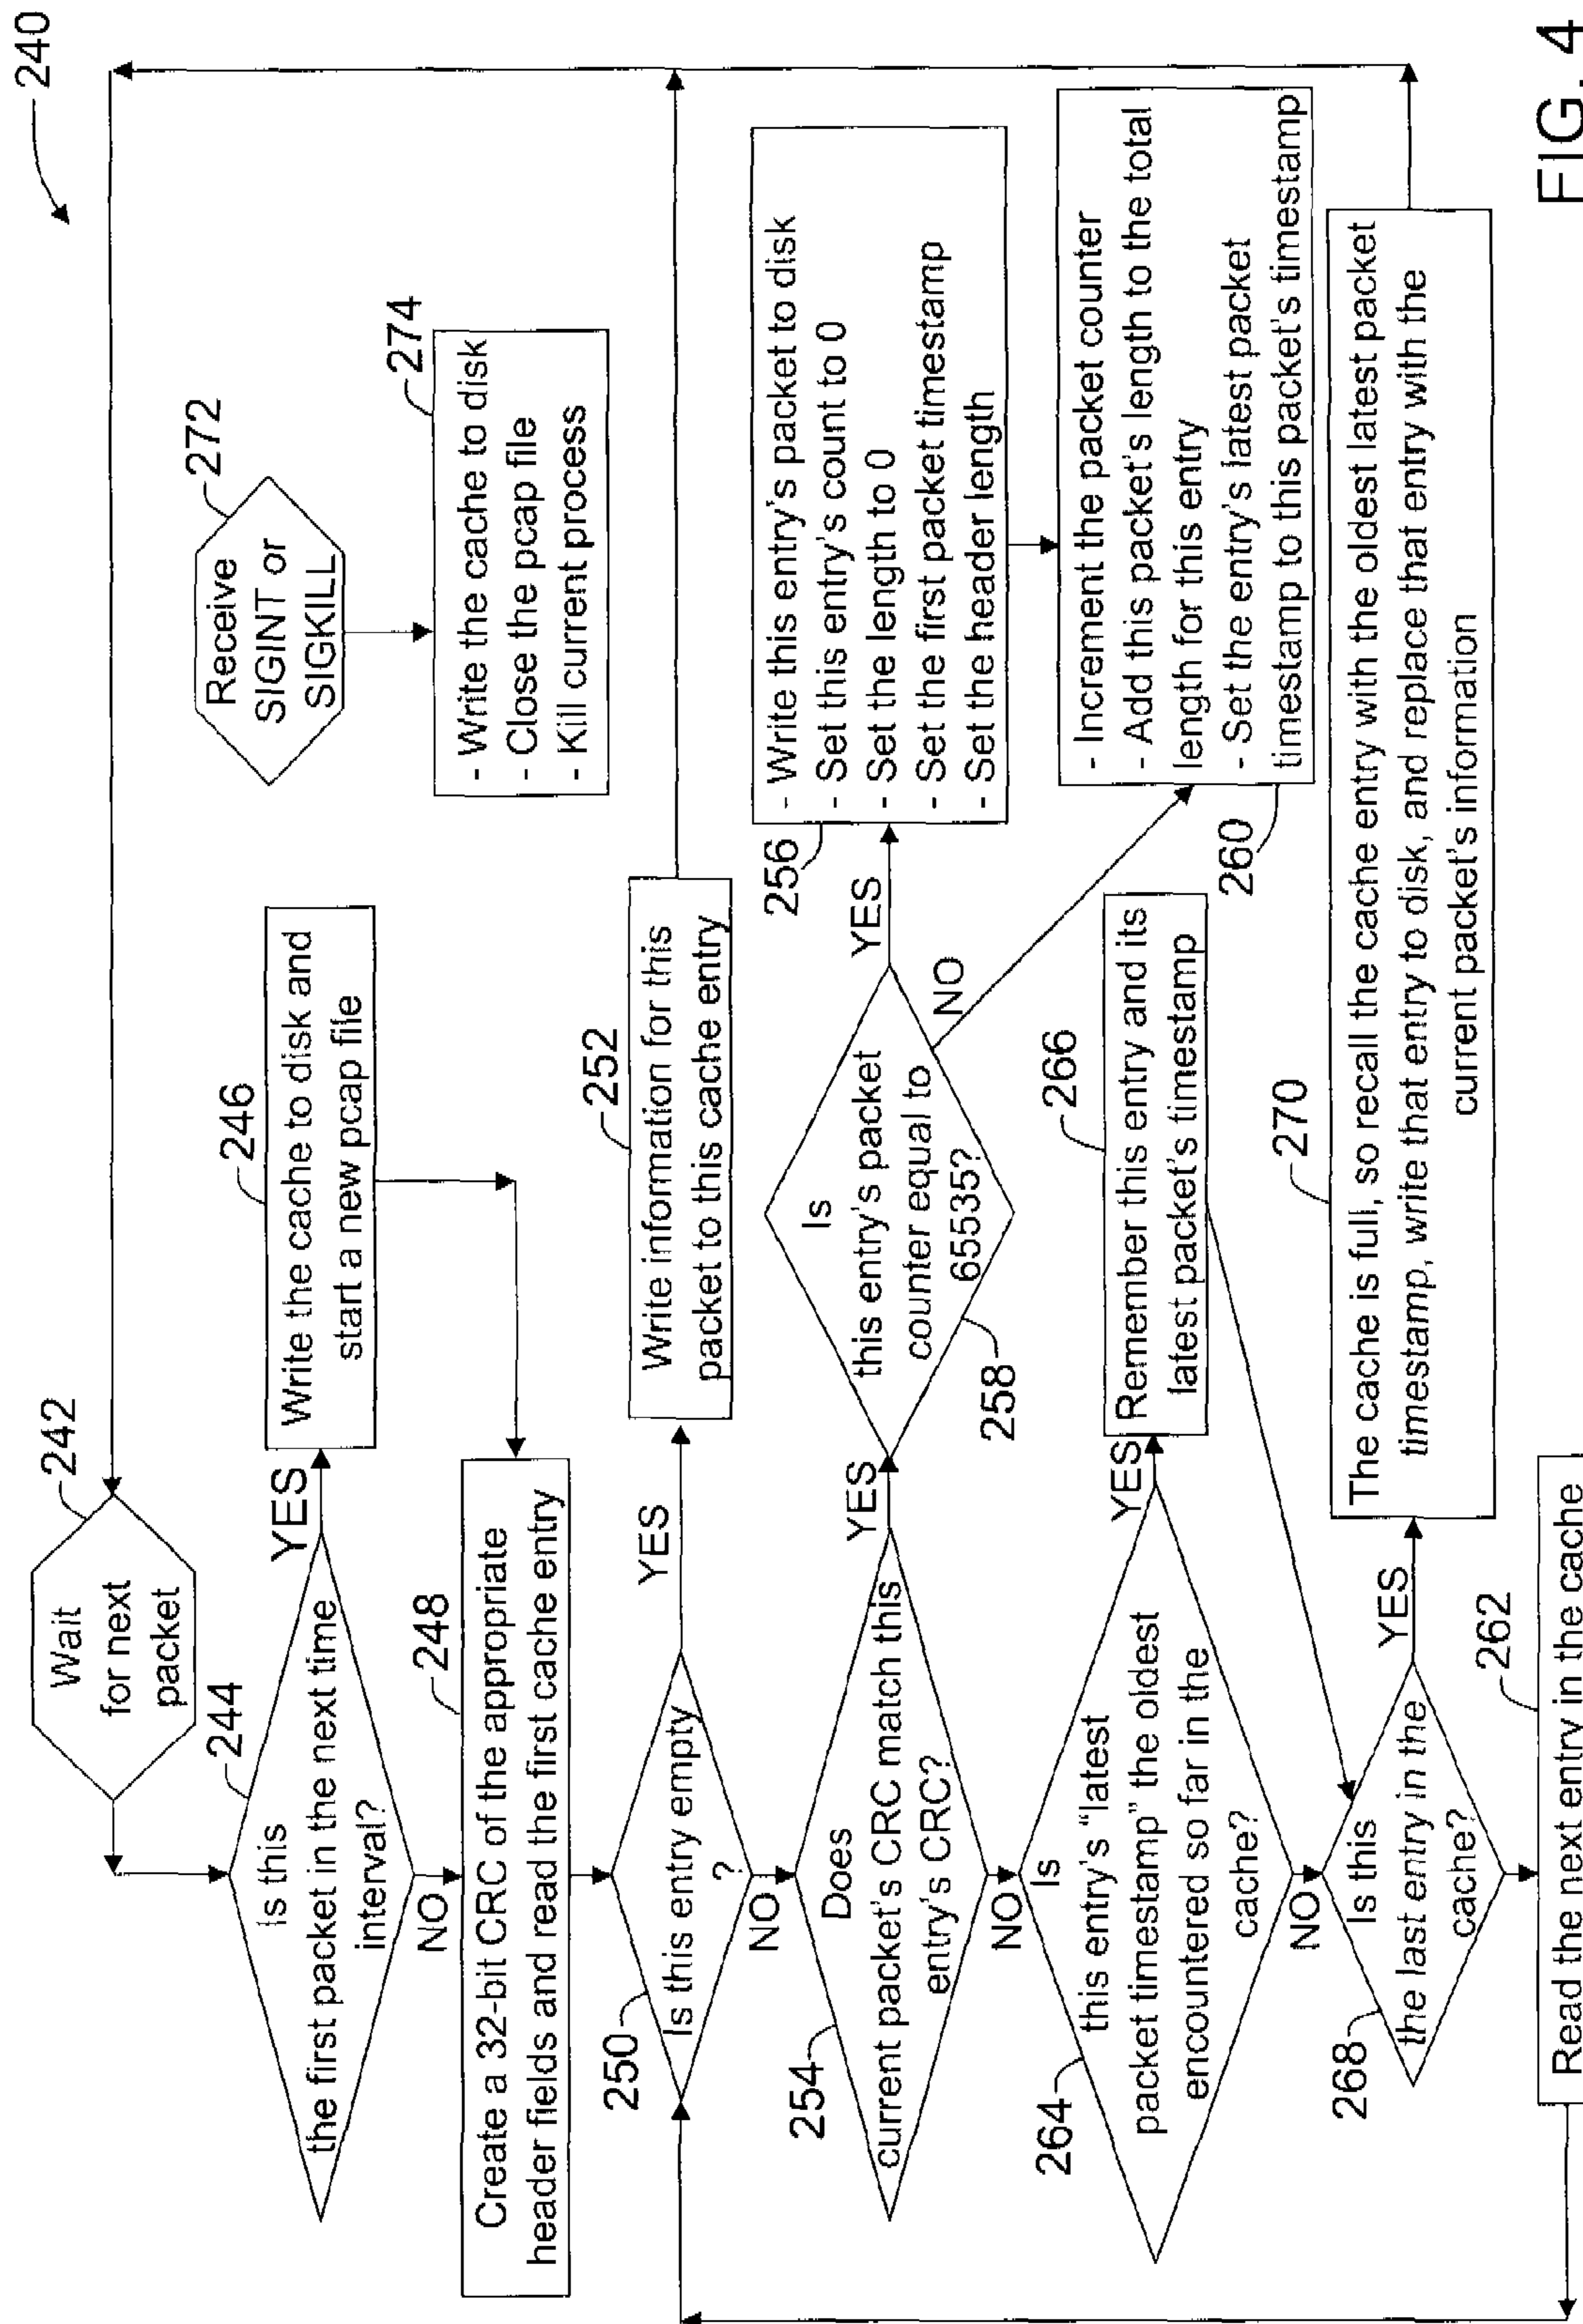 240
242
Wait
for next
packet
272
Receive
SIGINT or
SIGKILL
244
Is this
the first packet in the next time
interval?
YES
NO
246
Write the cache to disk and
start a new pcap file
274
- Write the cache to disk
- Close the pcap file
- Kill current process
248
Create a 32-bit CRC of the appropriate
header fields and read the first cache entry
250
Is this entry empty
?
YES
NO
252
Write information for this
packet to this cache entry
254
Does
current packet's CRC match this
entry's CRC?
YES
NO
258
Is
this entry's packet
counter equal to
65535?
YES
NO
256
- Write this entry's packet to disk
- Set this entry's count to 0
- Set the length to 0
- Set the first packet timestamp
- Set the header length
260
- Increment the packet counter
- Add this packet's length to the total
length for this entry
- Set the entry's latest packet
timestamp to this packet's timestamp
264
Is
this entry's "latest
packet timestamp" the oldest
encountered so far in the
cache?
YES
NO
266
Remember this entry and its
latest packet's timestamp
268
Is this
the last entry in the
cache?
YES
270
The cache is full, so recall the cache entry with the oldest latest packet
timestamp, write that entry to disk, and replace that entry with the
current packet's information
262
Read the next entry in the cache
FIG. 4